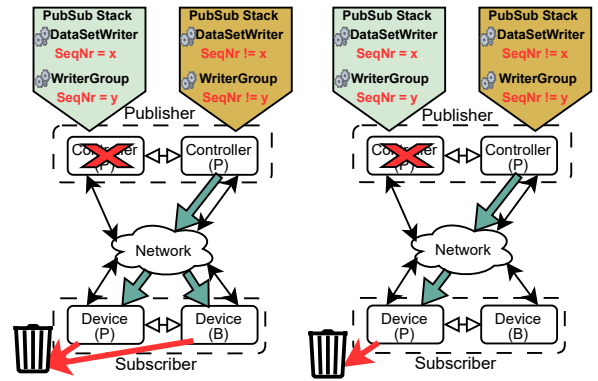 PubSub Stack
DataSetWriter
SeqNr = x
WriterGroup
SeqNr = y
PubSub Stack
DataSetWriter
SeqNr != x
WriterGroup
SeqNr != y
Publisher
Controller
(P)
Controller
(P)
Network
Device
(P)
Device
(B)
Subscriber
PubSub Stack
DataSetWriter
SeqNr = x
WriterGroup
SeqNr = y
PubSub Stack
DataSetWriter
SeqNr != x
WriterGroup
SeqNr != y
Publisher
Controller
(P)
Controller
(P)
Network
Device
(P)
Device
(B)
Subscriber